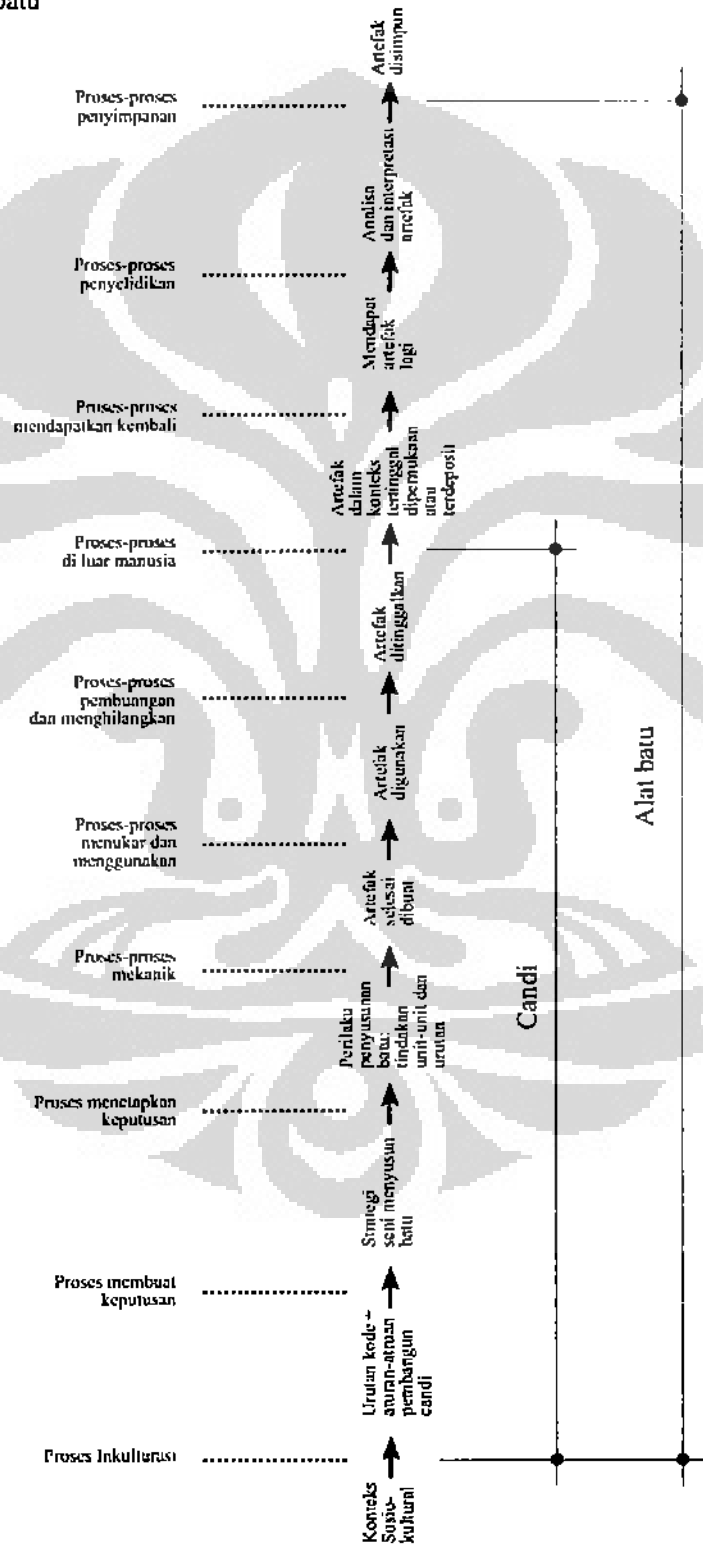 batu
Artefak
disimpun
Proses-proses
penyimpanan
Analisa
dan interpretasi
artefak
Proses-proses
penyelidikan
Mendapat
artefak
lagi
Proses-proses
mendapatkan kembali
Artefak
dalam
konteks
tertinggal
dipermukaan
atau
terdeposit
Proses-proses
di luar manusia
Artefak
ditinggalkan
Proses-proses
pembuangan
dan menghilangkan
Artefak
digunakan
Proses-proses
menukar dan
menggunakan
Artefak
selesai
dibuat
Proses-proses
mekanik
Perilaku
penyusunan
batu:
tindakan
unit-unit dan
urutan
Proses menetapkan
keputusan
Strategi
seni menyusun
batu
Proses membuat
keputusan
Urutan kode +
aturan-atruan
pembangun
candi
Proses Inkulturasi
Konteks
Susio-
kultural
Candi
Alat batu